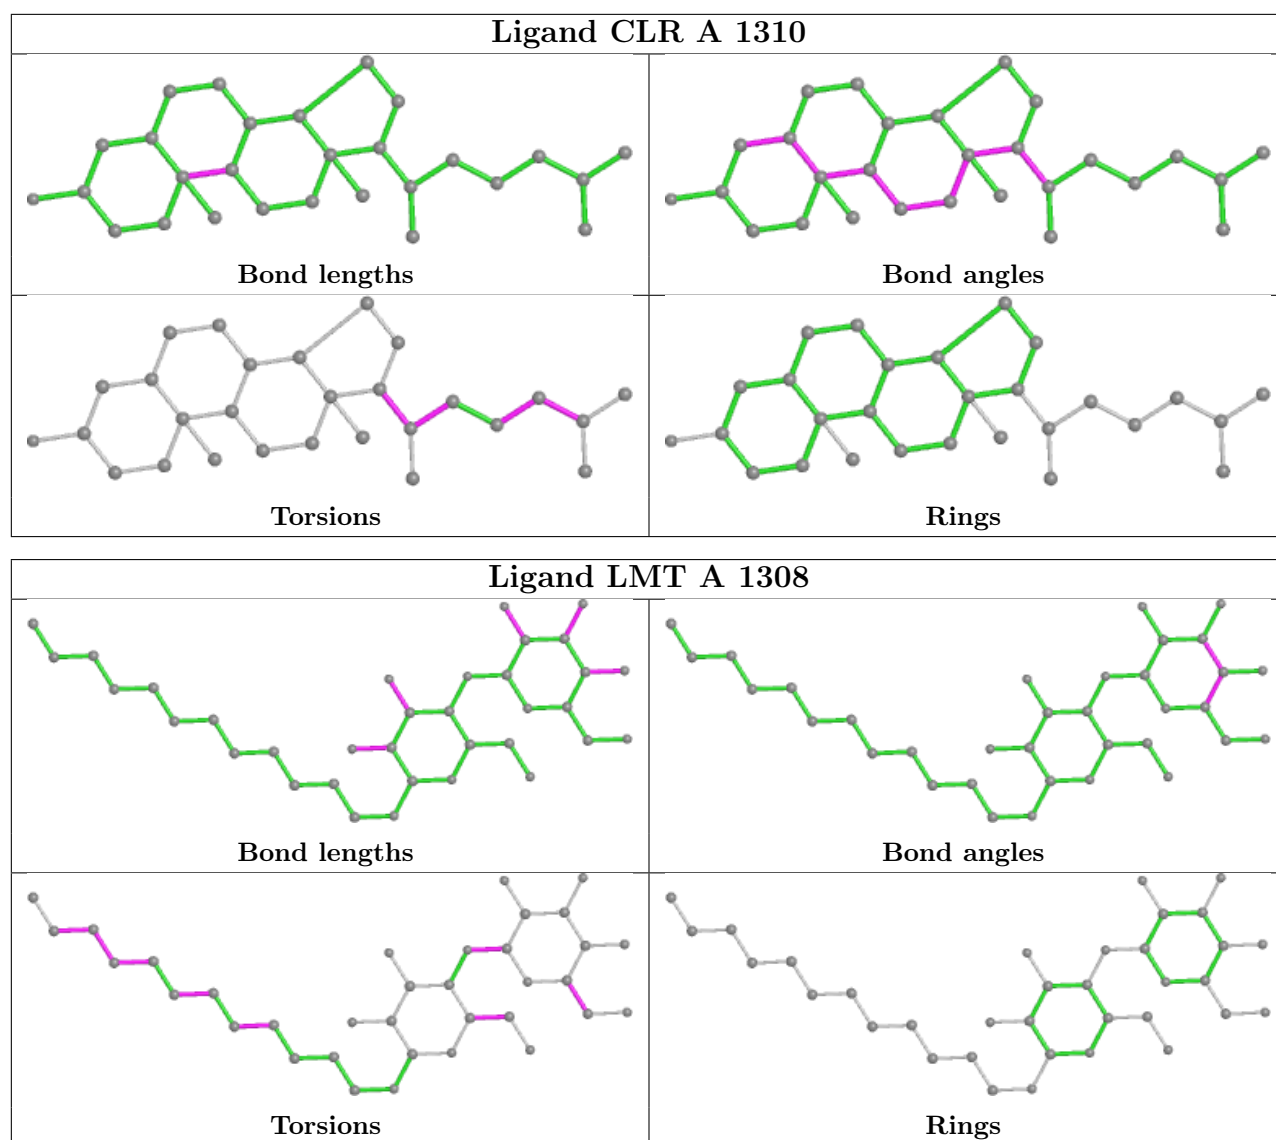 Ligand CLR A 1310
Bond lengths
Bond angles
Torsions
Rings
Ligand LMT A 1308
Bond lengths
Bond angles
Torsions
Rings